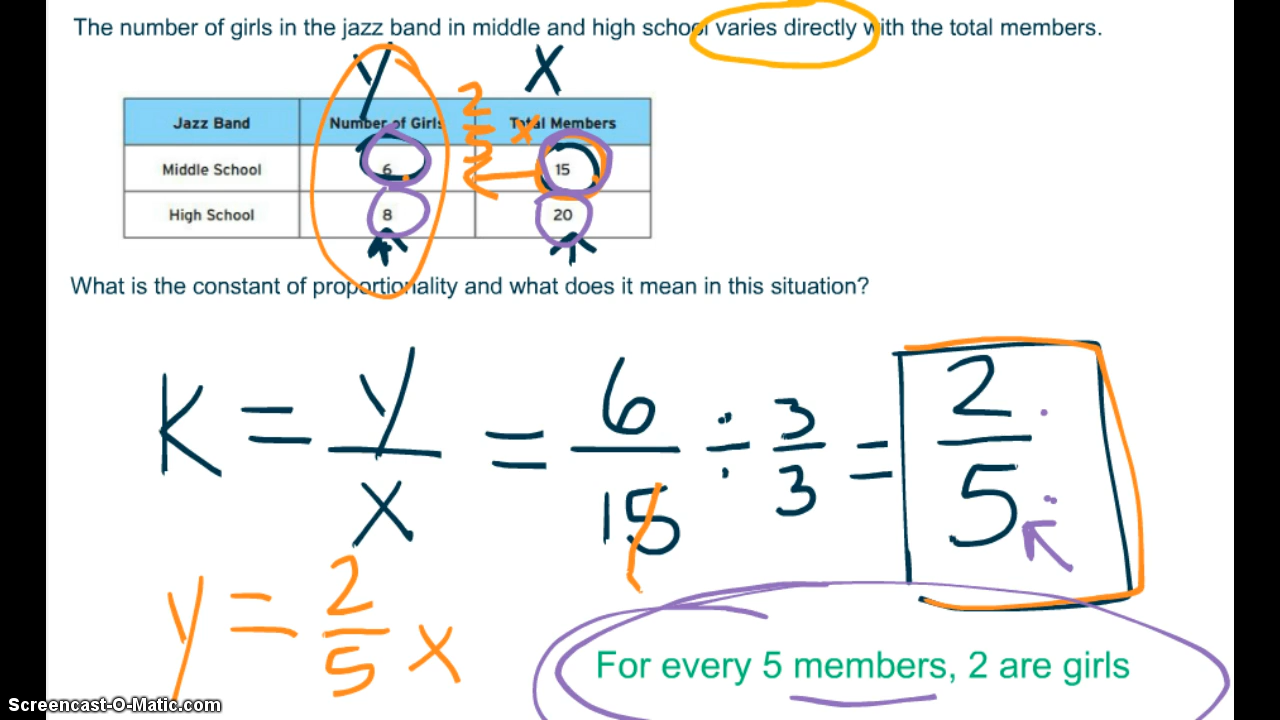 The number of girls in the jazz band in middle and high school varies directly with the total members.
y x
Jazz Band Number of Girls Total Members
2/5 x
Middle School 6 15
High School 8 20
What is the constant of proportionality and what does it mean in this situation?
K = y/x = 6/15 ÷ 3/3 = 2/5
y = 2/5 x
For every 5 members, 2 are girls
Screencast-O-Matic.com